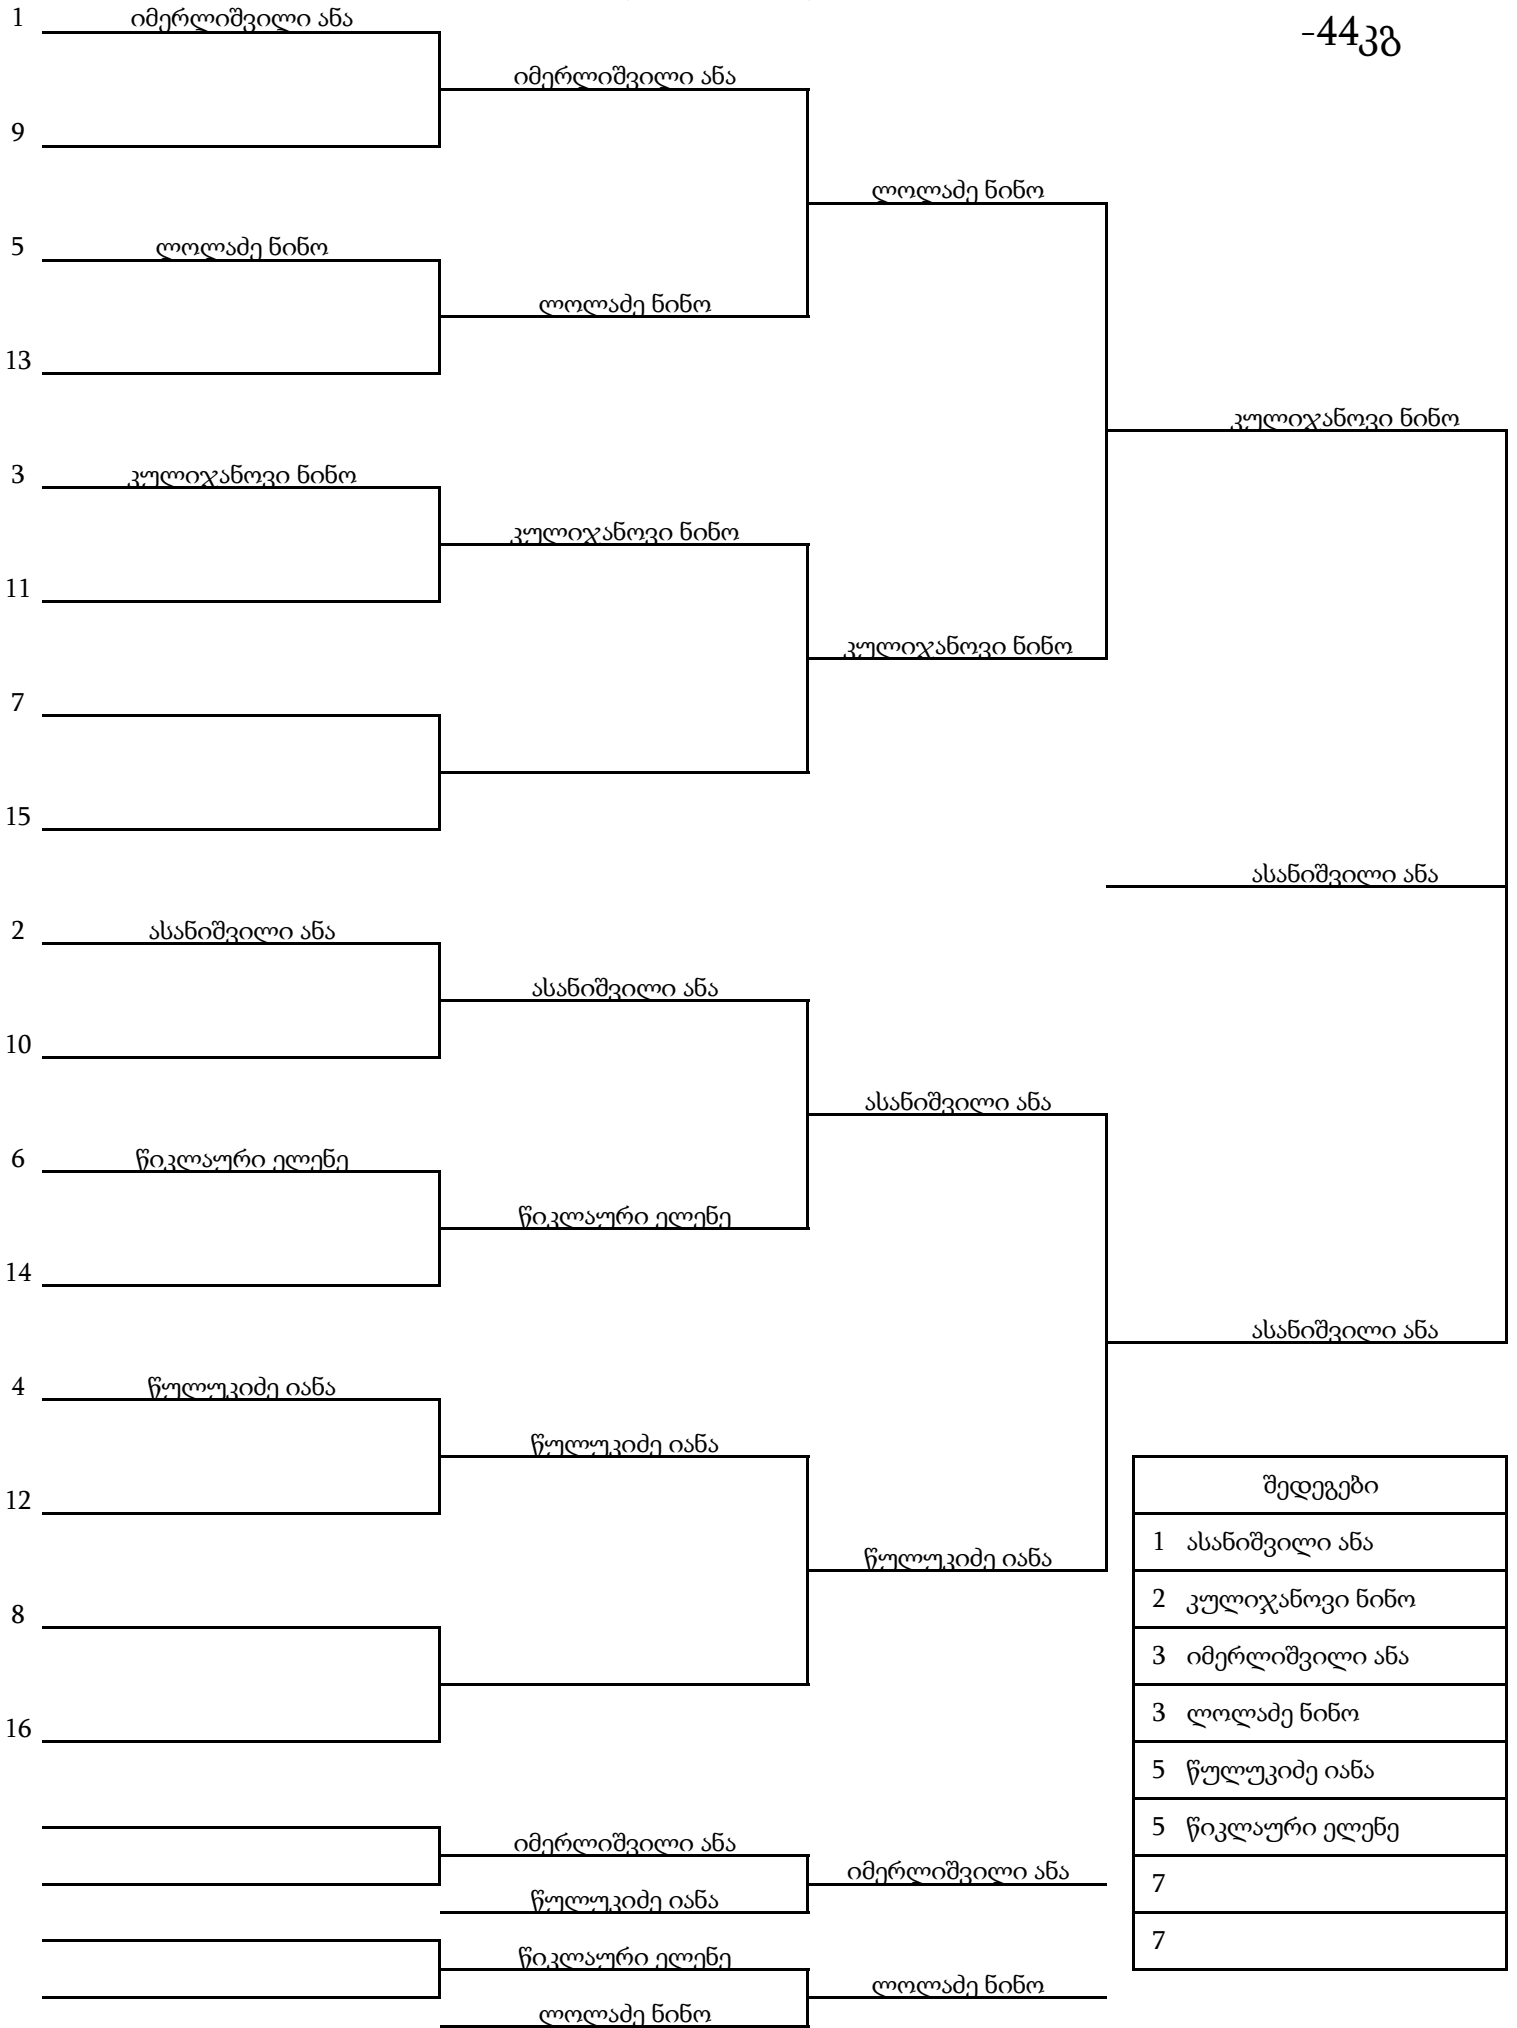 1 იმერლიშვილი ანა
-44კგ
იმერლიშვილი ანა
9
ლოლაძე ნინო
5 ლოლაძე ნინო
ლოლაძე ნინო
13
კულიჯანოვი ნინო
3 კულიჯანოვი ნინო
კულიჯანოვი ნინო
11
კულიჯანოვი ნინო
7
15
ასანიშვილი ანა
2 ასანიშვილი ანა
ასანიშვილი ანა
10
ასანიშვილი ანა
6 წიკლაური ელენე
წიკლაური ელენე
14
ასანიშვილი ანა
4 წულუკიძე იანა
წულუკიძე იანა
12
წულუკიძე იანა
8
16
იმერლიშვილი ანა
იმერლიშვილი ანა
წულუკიძე იანა
წიკლაური ელენე
ლოლაძე ნინო
ლოლაძე ნინო
შედეგები
1 ასანიშვილი ანა
2 კულიჯანოვი ნინო
3 იმერლიშვილი ანა
3 ლოლაძე ნინო
5 წულუკიძე იანა
5 წიკლაური ელენე
7
7